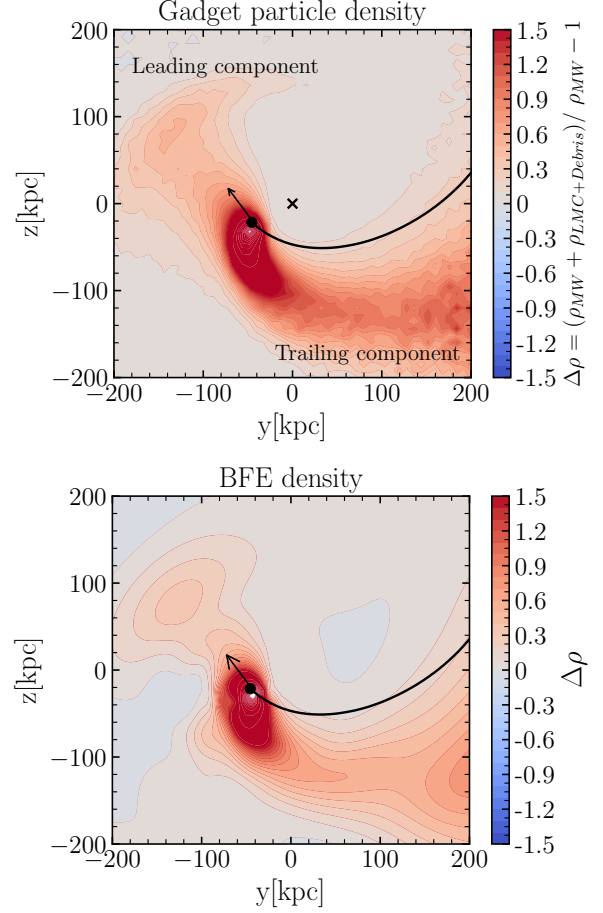 Gadget particle density
200
100
0
−100
−200
z[kpc]
Leading component
Trailing component
−200 −100 0 100 200
y[kpc]
1.5
1.2
0.9
0.6
0.3
0
-0.3
-0.6
-0.9
-1.2
-1.5
Δρ = (ρMW + ρLMC+Debris)/ ρMW − 1
BFE density
200
100
0
−100
−200
z[kpc]
−200 −100 0 100 200
y[kpc]
1.5
1.2
0.9
0.6
0.3
0
-0.3
-0.6
-0.9
-1.2
-1.5
Δρ